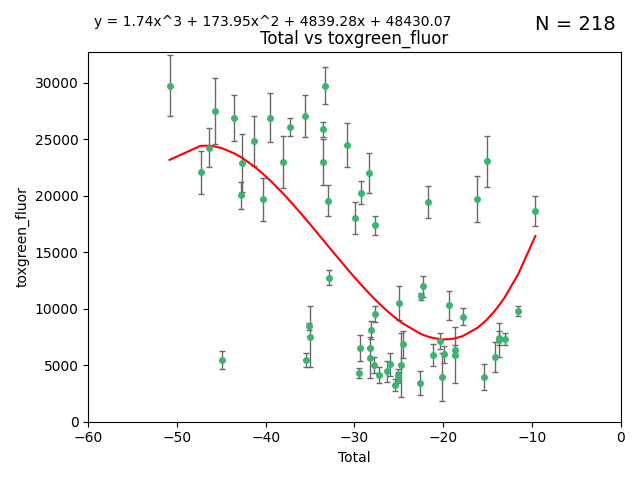 y = 1.74x^3 + 173.95x^2 + 4839.28x + 48430.07
N = 218
Total vs toxgreen_fluor
toxgreen_fluor
30000
25000
20000
15000
10000
5000
0
−60 −50 −40 −30 −20 −10 0
Total